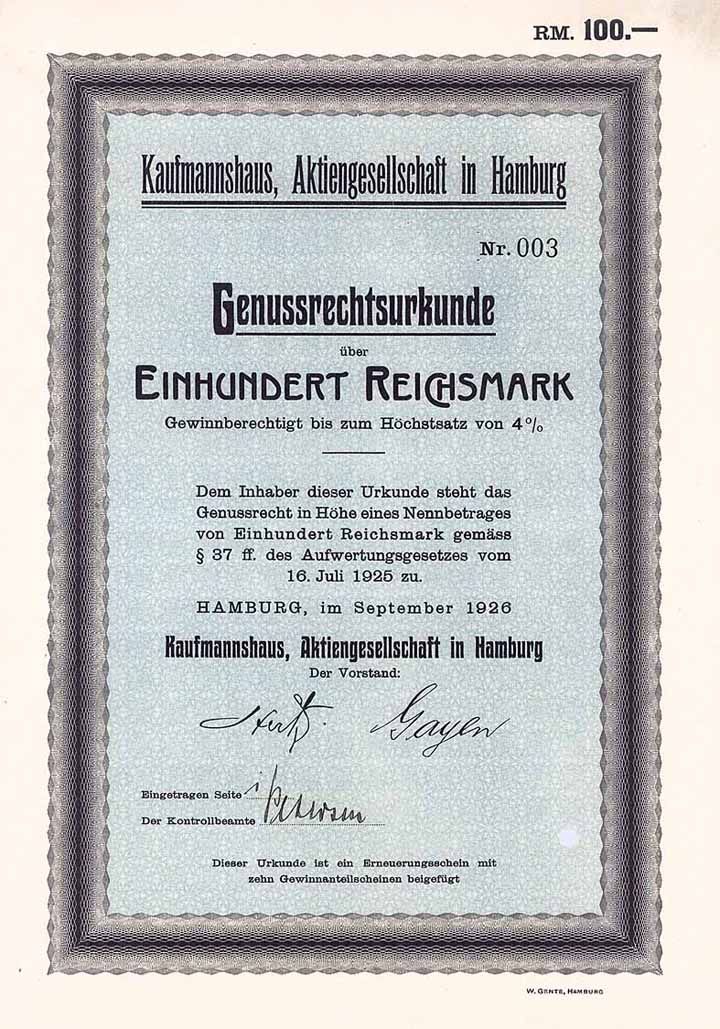 RM. 100.—
Kaufmannshaus, Aktiengesellschaft in Hamburg
Nr. 003
Genussrechtsurkunde
über
EINHUNDERT REICHSMARK
Gewinnberechtigt bis zum Höchstsatz von 4%
Dem Inhaber dieser Urkunde steht das
Genussrecht in Höhe eines Nennbetrages
von Einhundert Reichsmark gemäss
§ 37 ff. des Aufwertungsgesetzes vom
16. Juli 1925 zu.
HAMBURG, im September 1926
Kaufmannshaus, Aktiengesellschaft in Hamburg
Der Vorstand:
Hertz. Gayen
Eingetragen Seite 1
Der Kontrollbeamte Petersen
Dieser Urkunde ist ein Erneuerungsschein mit
zehn Gewinnanteilscheinen beigefügt
W. GENTE, HAMBURG